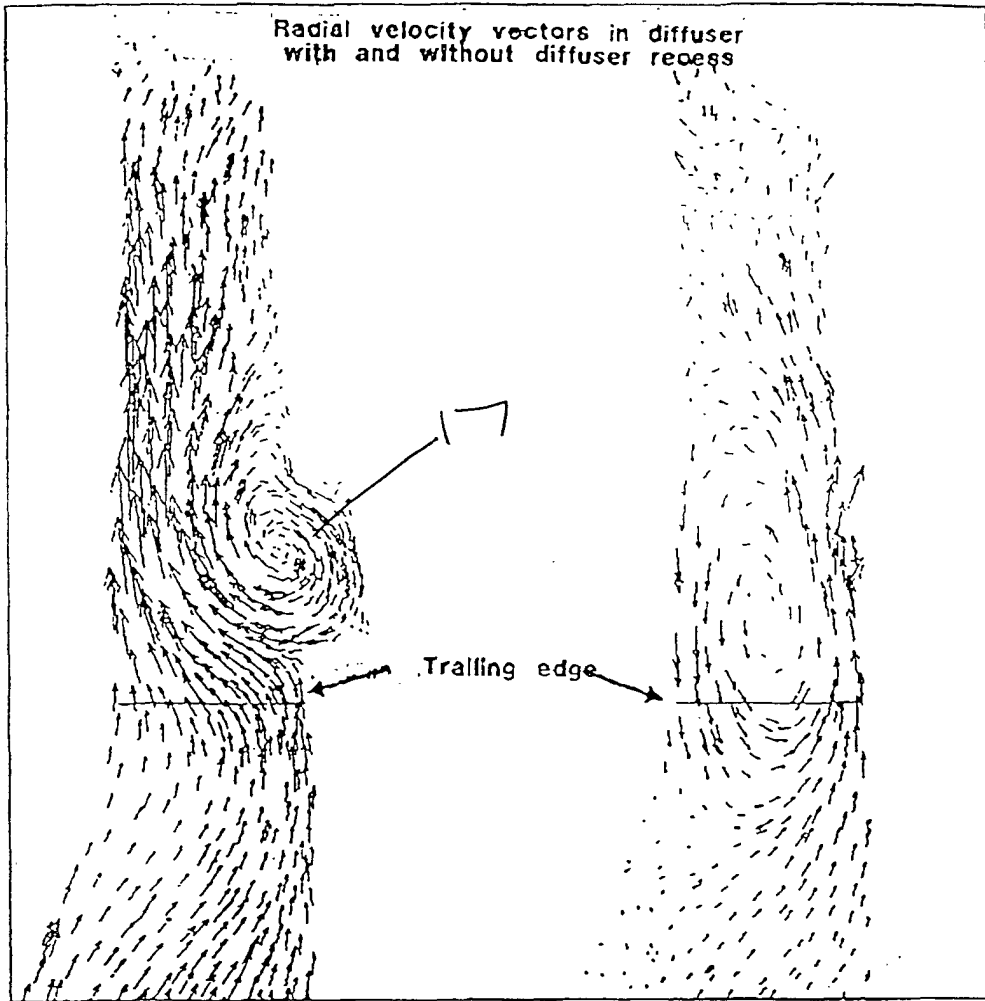 Radial velocity vectors in diffuser
with and without diffuser recess
17
Trailing edge